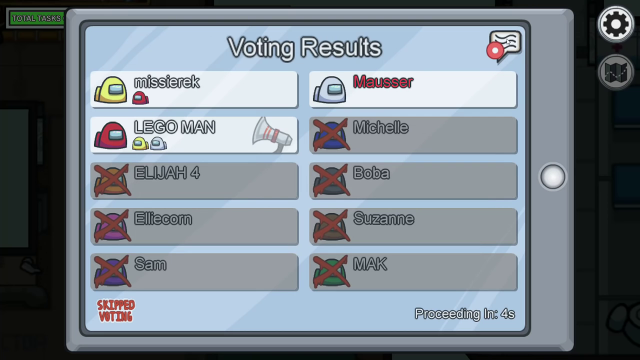 TOTAL TASKS
Voting Results
missierek
Mausser
LEGO MAN
Michelle
ELIJAH 4
Boba
Elliecorn
Suzanne
Sam
MAK
SKIPPED
VOTING
Proceeding In: 4s